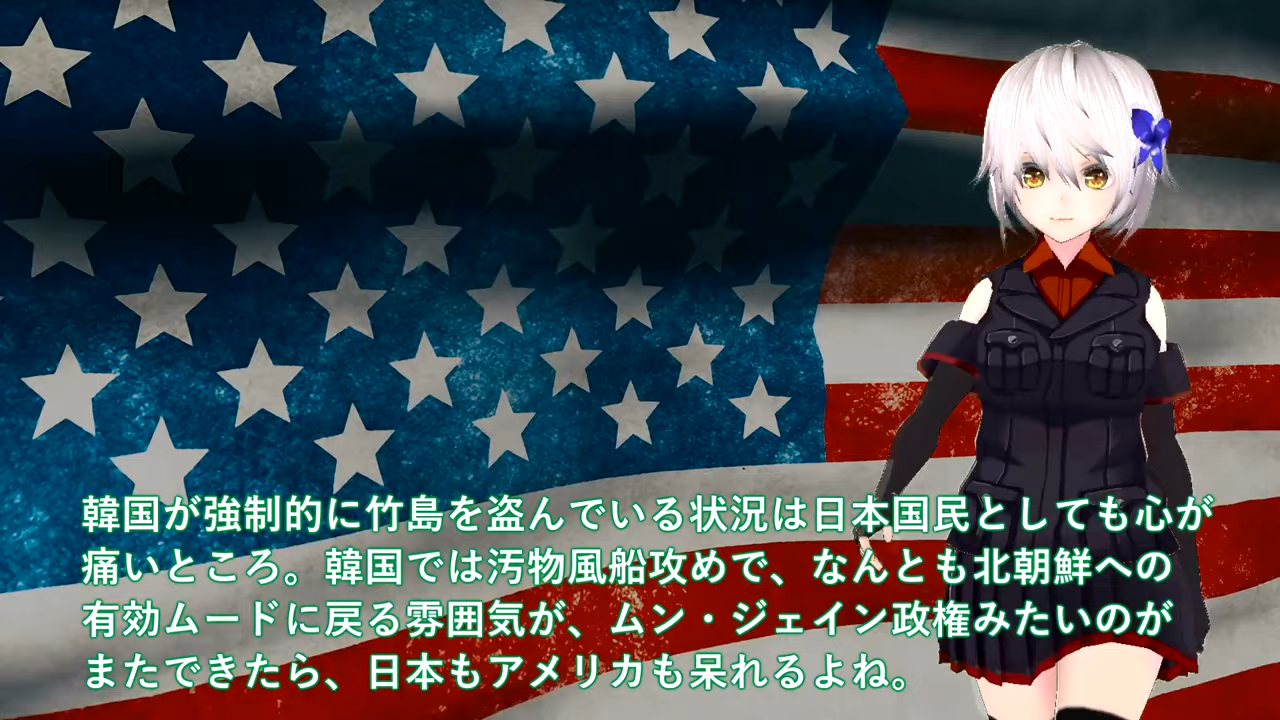 韓国が強制的に竹島を盗んでいる状況は日本国民としても心が
痛いところ。韓国では汚物風船攻めで、なんとも北朝鮮への
有効ムードに戻る雰囲気が、ムン・ジェイン政権みたいのが
またできたら、日本もアメリカも呆れるよね。